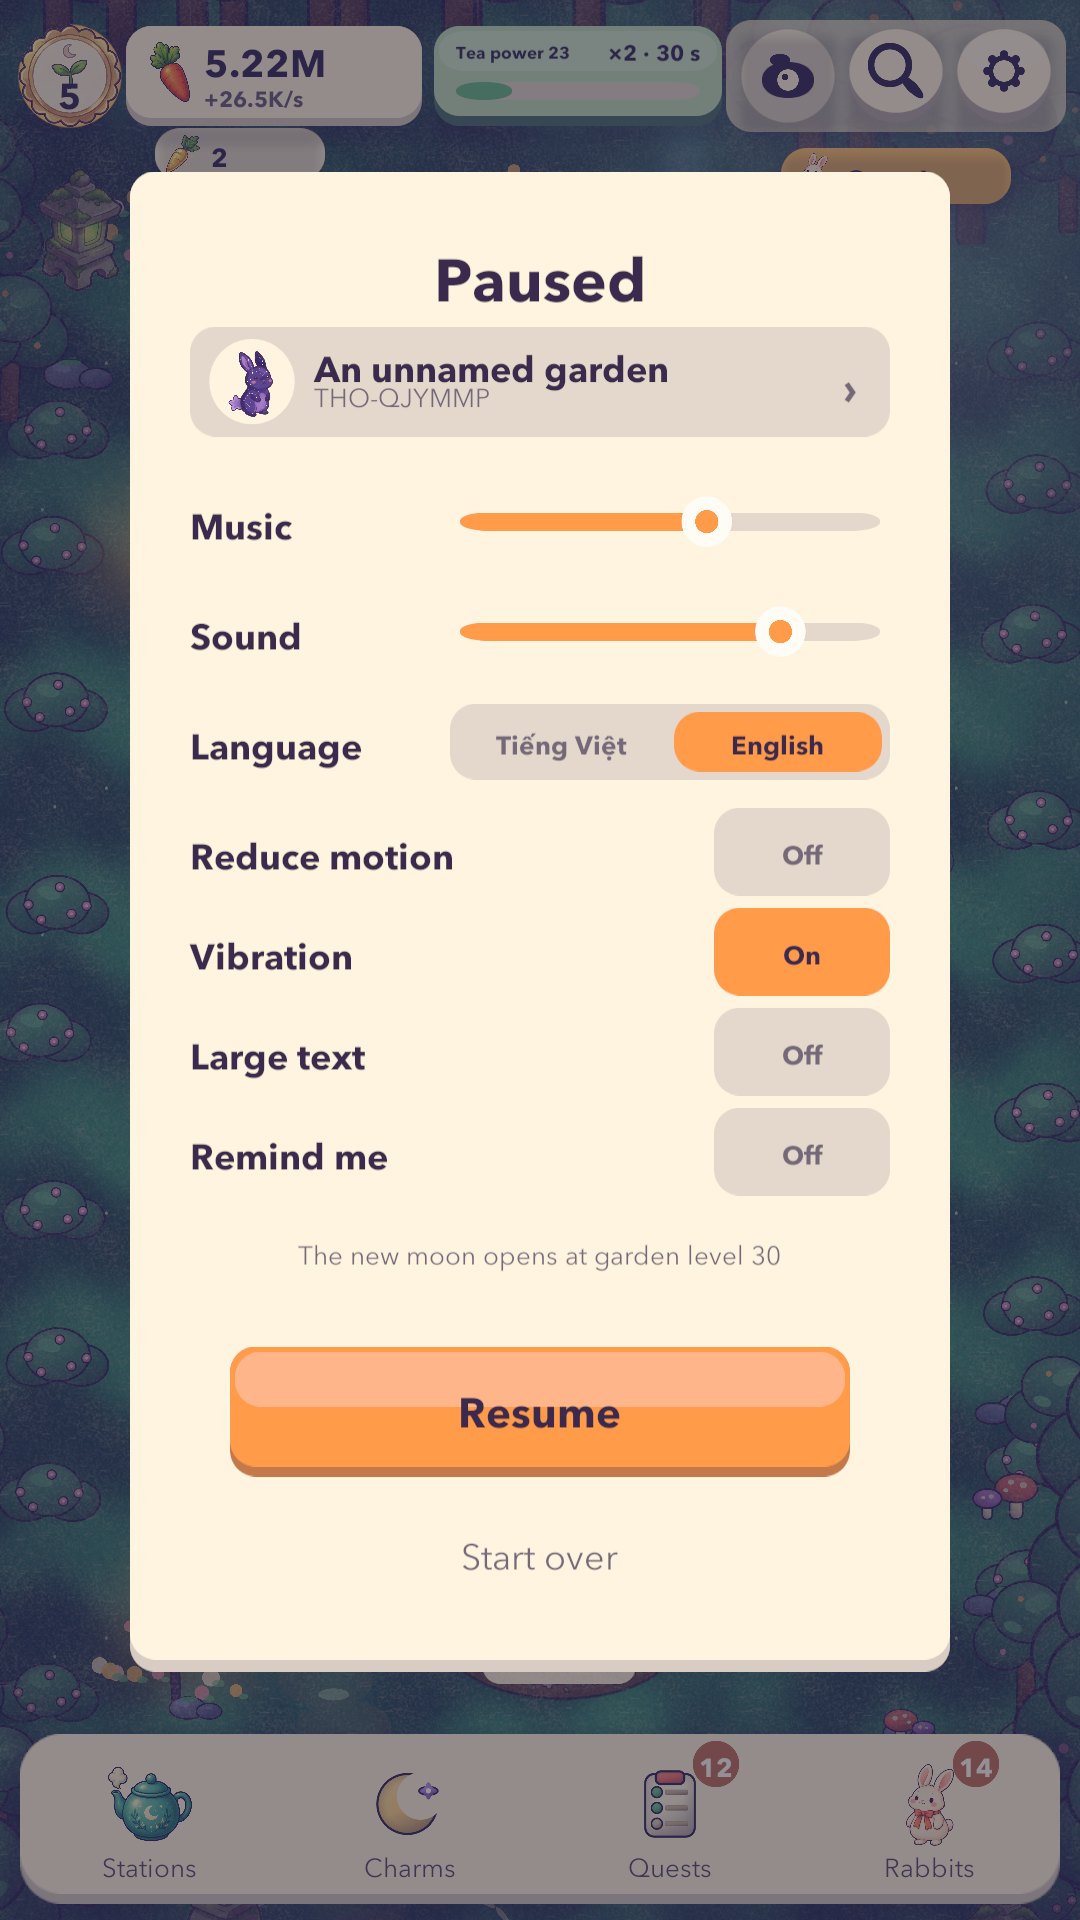 5
5.22M
+26.5K/s
Tea power 23
×2 · 30 s
2
Paused
An unnamed garden
THO-QJYMMP
›
Music
Sound
Language
Tiếng Việt
English
Reduce motion
Off
Vibration
On
Large text
Off
Remind me
Off
The new moon opens at garden level 30
Resume
Start over
12
14
Stations
Charms
Quests
Rabbits